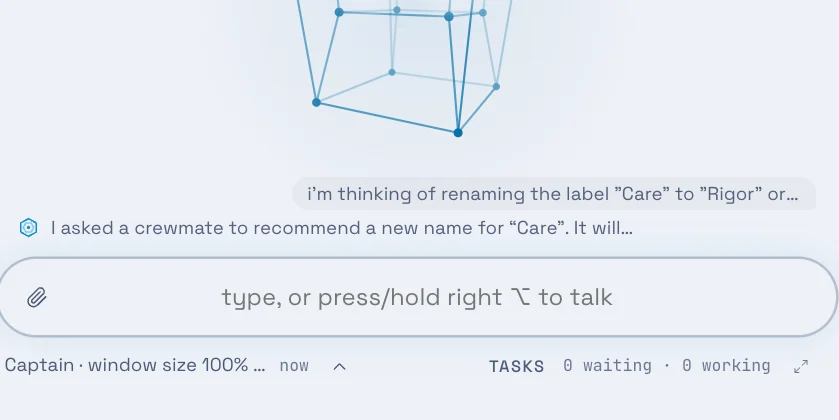 i’m thinking of renaming the label ”Care” to ”Rigor” or...
I asked a crewmate to recommend a new name for “Care”. It will...
type, or press/hold right ⌥ to talk
Captain · window size 100% ... now
TASKS 0 waiting · 0 working